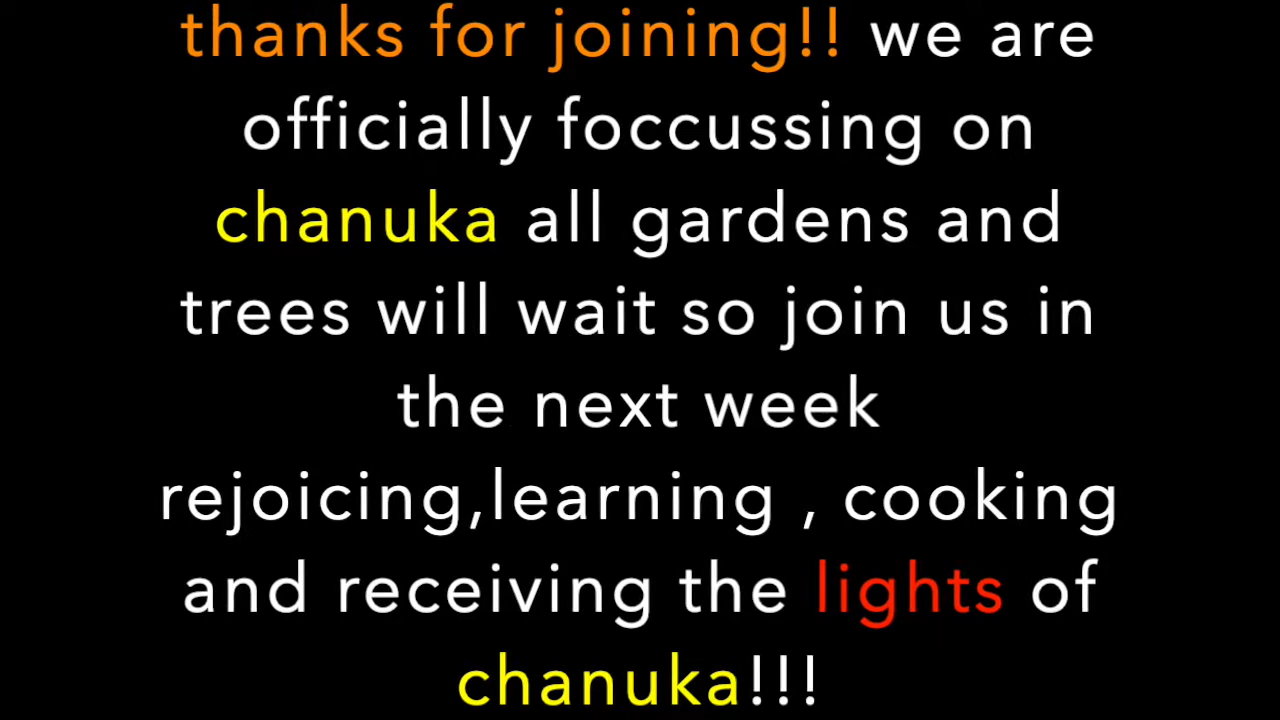 thanks for joining!! we are
officially foccussing on
chanuka all gardens and
trees will wait so join us in
the next week
rejoicing,learning , cooking
and receiving the lights of
chanuka!!!